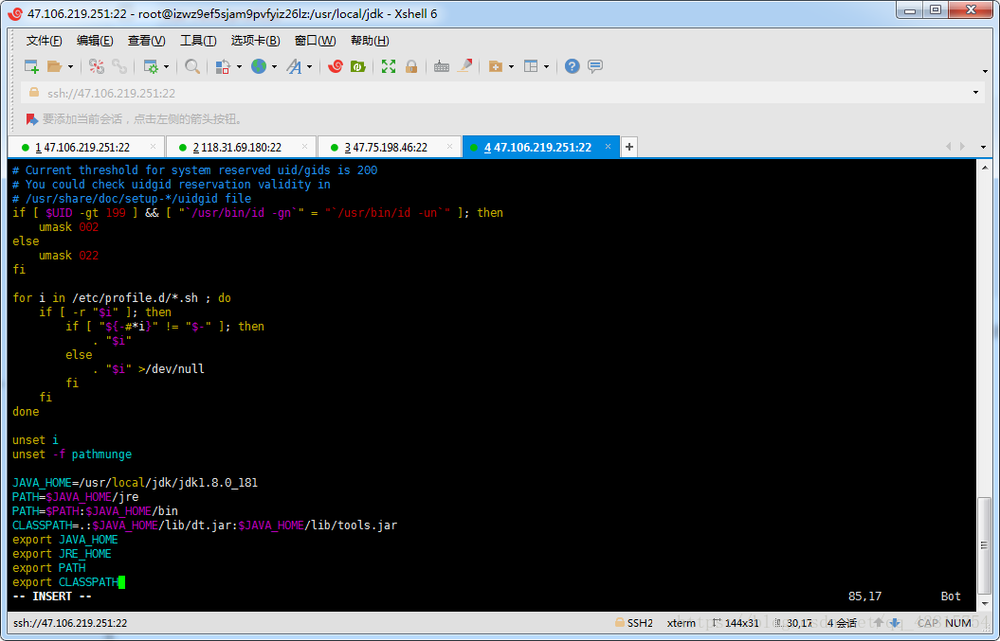 47.106.219.251:22 - root@izwz9ef5sjam9pvfyiz26lz:/usr/local/jdk - Xshell 6
文件(F) 编辑(E) 查看(V) 工具(T) 选项卡(B) 窗口(W) 帮助(H)
ssh://47.106.219.251:22
要添加当前会话，点击左侧的箭头按钮。
1 47.106.219.251:22 × 2 118.31.69.180:22 × 3 47.75.198.46:22 × 4 47.106.219.251:22 × +
# Current threshold for system reserved uid/gids is 200
# You could check uidgid reservation validity in
# /usr/share/doc/setup-*/uidgid file
if [ $UID -gt 199 ] && [ "`/usr/bin/id -gn`" = "`/usr/bin/id -un`" ]; then
    umask 002
else
    umask 022
fi
for i in /etc/profile.d/*.sh ; do
    if [ -r "$i" ]; then
        if [ "${-#*i}" != "$-" ]; then
            . "$i"
        else
            . "$i" >/dev/null
        fi
    fi
done
unset i
unset -f pathmunge
JAVA_HOME=/usr/local/jdk/jdk1.8.0_181
PATH=$JAVA_HOME/jre
PATH=$PATH:$JAVA_HOME/bin
CLASSPATH=.:$JAVA_HOME/lib/dt.jar:$JAVA_HOME/lib/tools.jar
export JAVA_HOME
export JRE_HOME
export PATH
export CLASSPATH
-- INSERT -- 85,17 Bot
ssh://47.106.219.251:22 SSH2 xterm 144x31 30,17 4 会话 CAP NUM